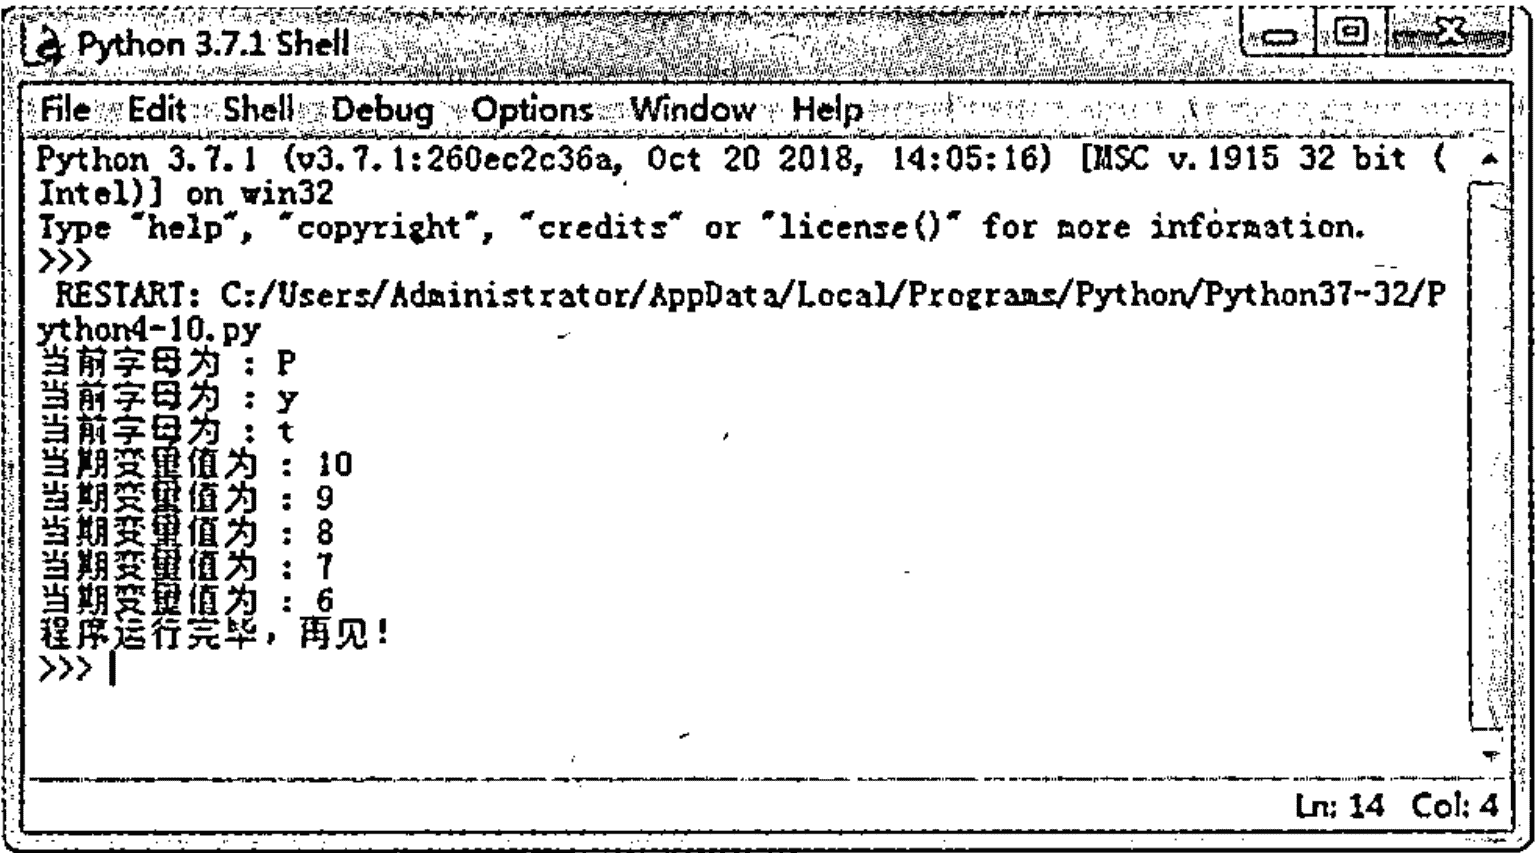 Python 3.7.1 Shell
File Edit Shell Debug Options Window Help
Python 3.7.1 (v3.7.1:260ec2c36a, Oct 20 2018, 14:05:16) [MSC v.1915 32 bit (
Intel)] on win32
Type "help", "copyright", "credits" or "license()" for more information.
>>>
RESTART: C:/Users/Administrator/AppData/Local/Programs/Python/Python37-32/P
ython4-10.py
当前字母为 : P
当前字母为 : y
当前字母为 : t
当期变量值为 : 10
当期变量值为 : 9
当期变量值为 : 8
当期变量值为 : 7
当期变量值为 : 6
程序运行完毕，再见!
>>>
Ln: 14 Col: 4